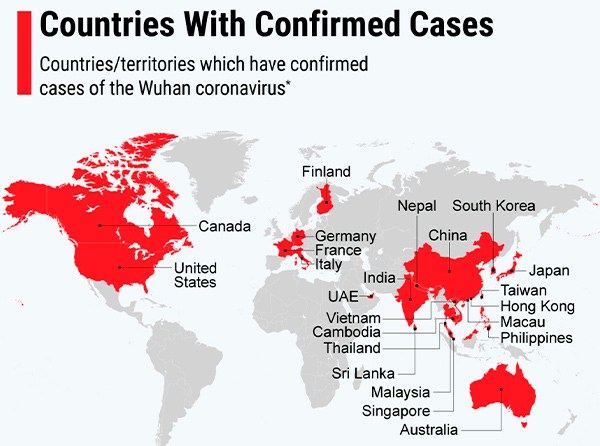 Countries With Confirmed Cases
Countries/territories which have confirmed
cases of the Wuhan coronavirus*
Finland
Nepal
South Korea
Canada
Germany
China
France
Italy
United
States
India
Japan
UAE
Taiwan
Hong Kong
Vietnam
Macau
Cambodia
Philippines
Thailand
Sri Lanka
Malaysia
Singapore
Australia